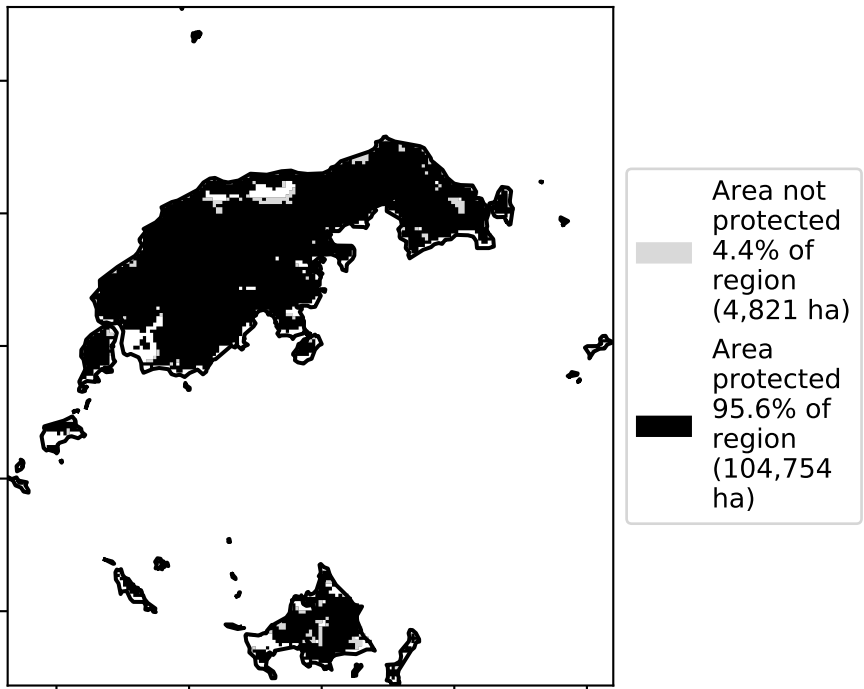 Area not
protected
4.4% of
region
(4,821 ha)
Area
protected
95.6% of
region
(104,754
ha)